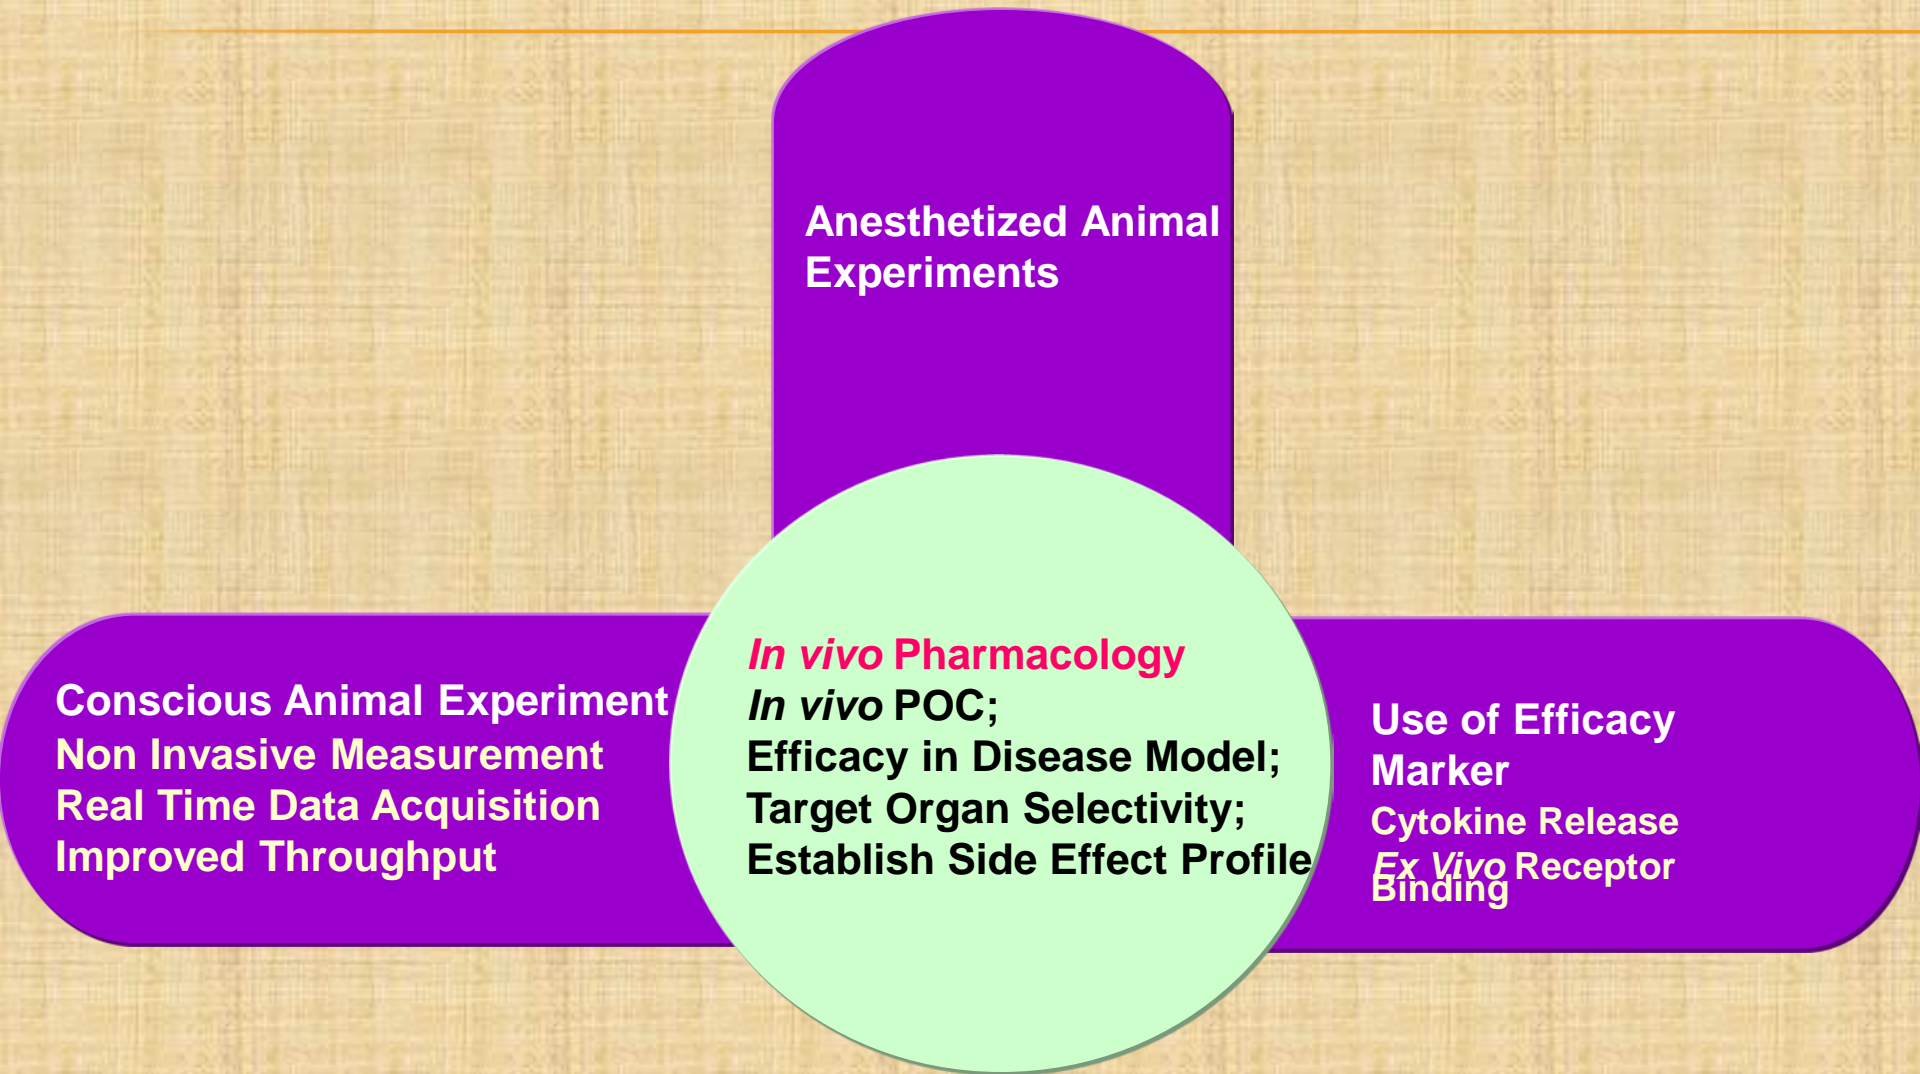 Anesthetized Animal
Experiments
Conscious Animal Experiment
Non Invasive Measurement
Real Time Data Acquisition
Improved Throughput
In vivo Pharmacology
In vivo POC;
Efficacy in Disease Model;
Target Organ Selectivity;
Establish Side Effect Profile
Use of Efficacy
Marker
Cytokine Release
Ex Vivo Receptor
Binding